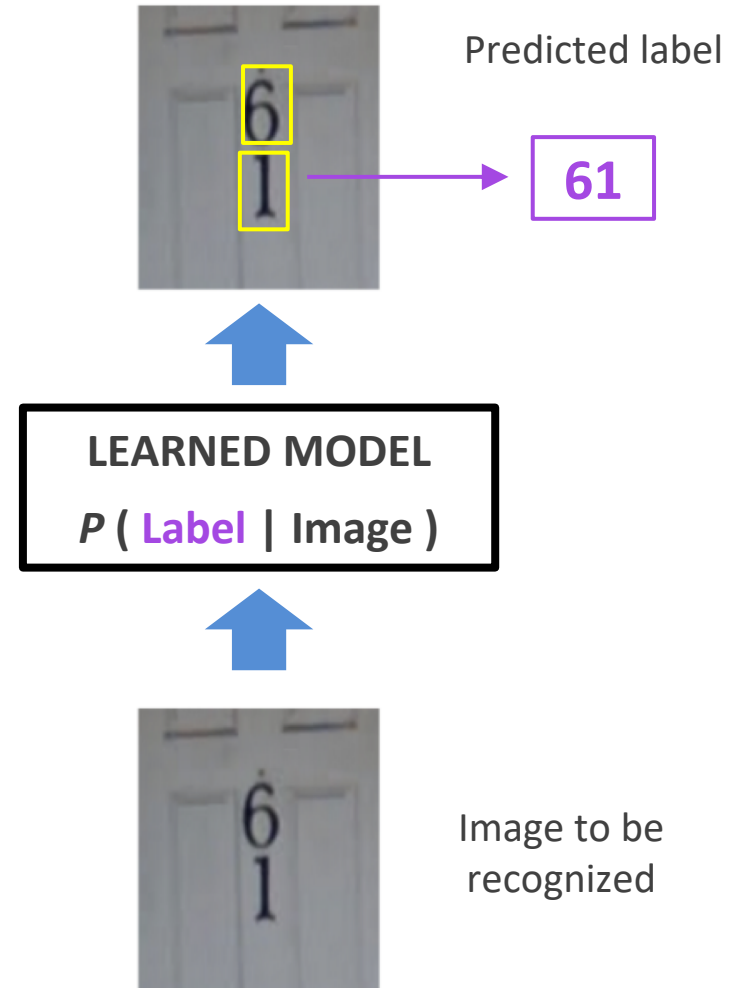 Predicted label
6
1
61
LEARNED MODEL
P ( Label | Image )
6
1
Image to be
recognized